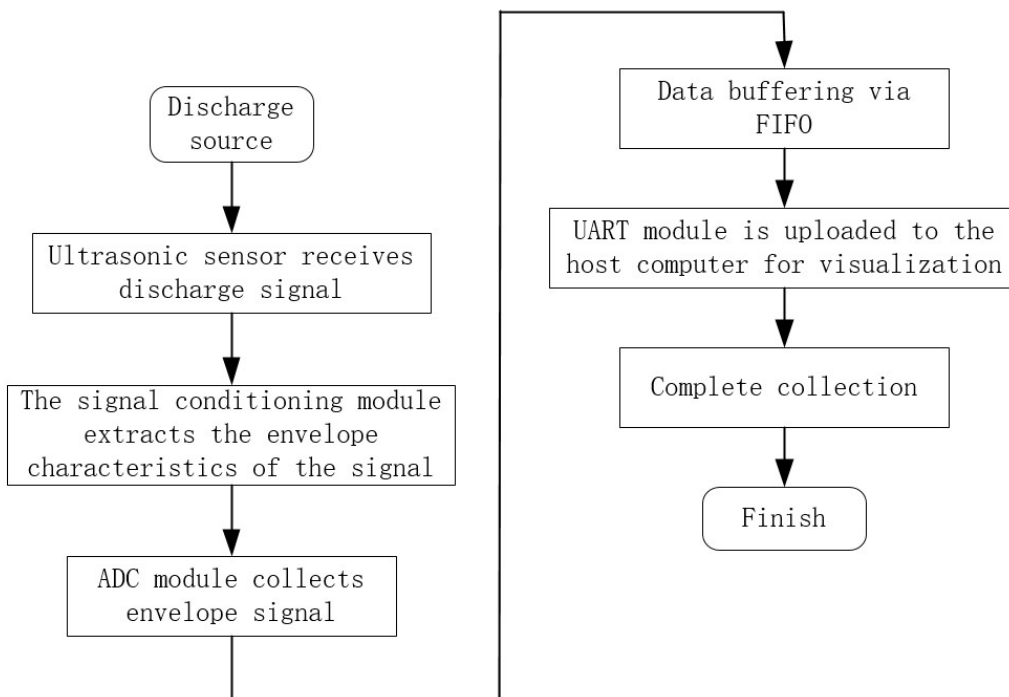 Discharge
source
Ultrasonic sensor receives
discharge signal
The signal conditioning module
extracts the envelope
characteristics of the signal
ADC module collects
envelope signal
Data buffering via
FIFO
UART module is uploaded to the
host computer for visualization
Complete collection
Finish